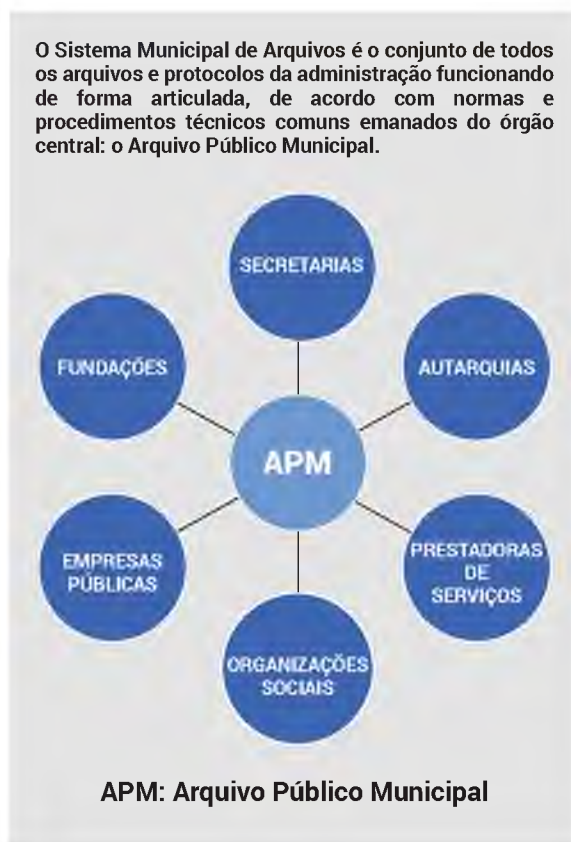 O Sistema Municipal de Arquivos é o conjunto de todos
os arquivos e protocolos da administração funcionando
de forma articulada, de acordo com normas e
procedimentos técnicos comuns emanados do órgão
central: o Arquivo Público Municipal.
SECRETARIAS
FUNDAÇÕES
AUTARQUIAS
APM
EMPRESAS
PÚBLICAS
PRESTADORAS
DE
SERVIÇOS
ORGANIZAÇÕES
SOCIAIS
APM: Arquivo Público Municipal